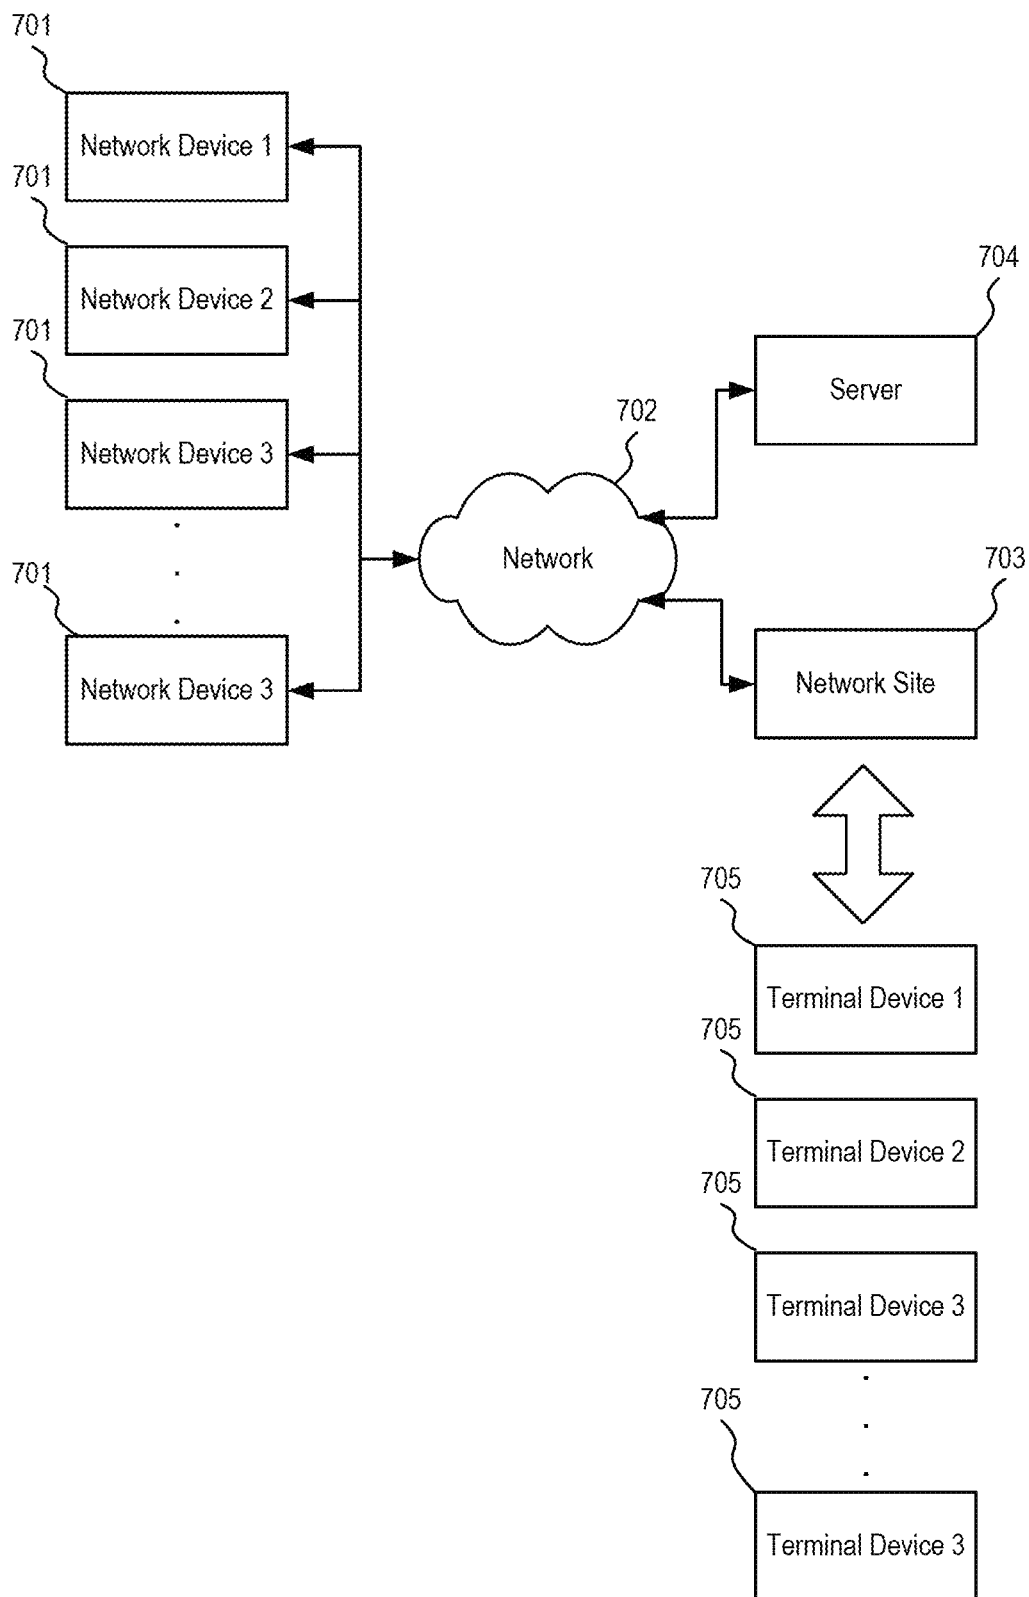 701
Network Device 1
701
Network Device 2
701
Network Device 3
701
Network Device 3
702
Network
704
Server
703
Network Site
705
Terminal Device 1
705
Terminal Device 2
705
Terminal Device 3
705
Terminal Device 3